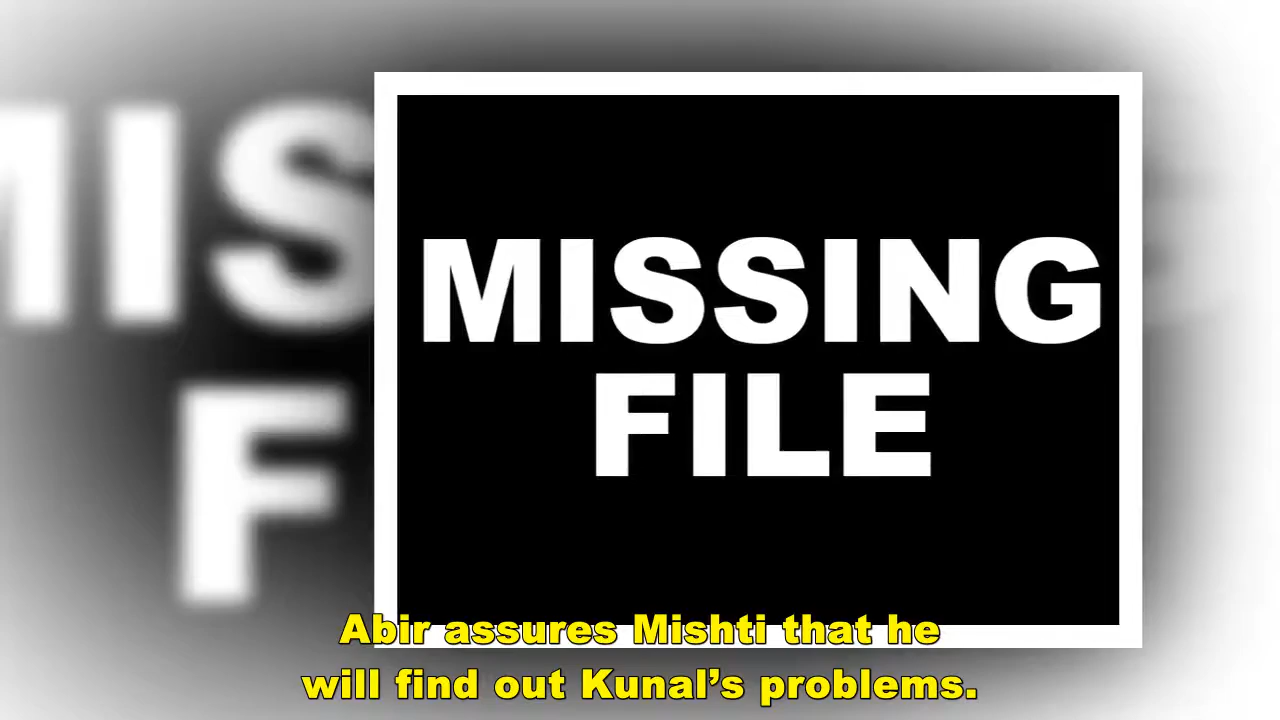 MISSING
FILE
Abir assures Mishti that he
will find out Kunal’s problems.